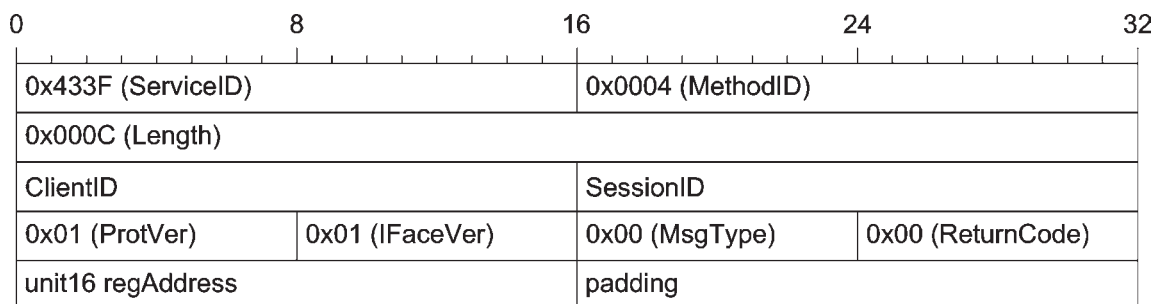 0 8 16 24 32
0x433F (ServiceID) 0x0004 (MethodID)
0x000C (Length)
ClientID SessionID
0x01 (ProtVer) 0x01 (IFaceVer) 0x00 (MsgType) 0x00 (ReturnCode)
unit16 regAddress padding